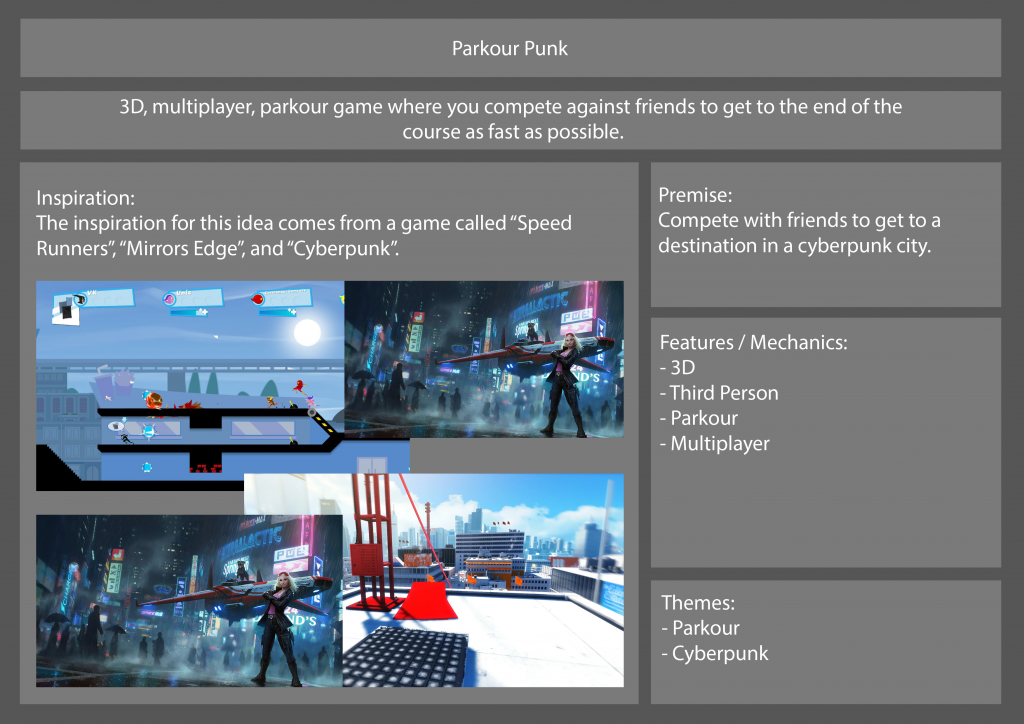 Parkour Punk
3D, multiplayer, parkour game where you compete against friends to get to the end of the
course as fast as possible.
Inspiration:
The inspiration for this idea comes from a game called “Speed
Runners”, “Mirrors Edge”, and “Cyberpunk”.
Premise:
Compete with friends to get to a
destination in a cyberpunk city.
Features / Mechanics:
- 3D
- Third Person
- Parkour
- Multiplayer
Themes:
- Parkour
- Cyberpunk